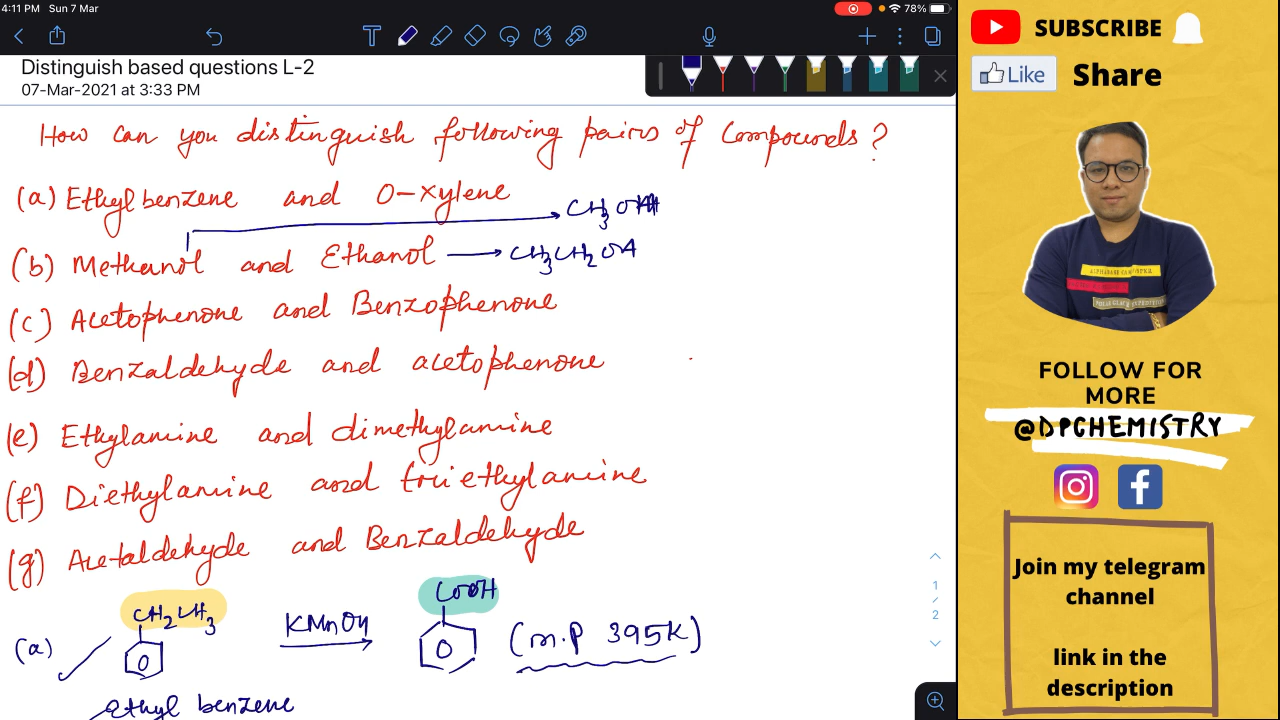 4:11 PM Sun 7 Mar
78%
Distinguish based questions L-2
07-Mar-2021 at 3:33 PM
How can you distinguish following pairs of Compounds?
(a) Ethylbenzene and O-xylene
CH3OH
(b) Methanol and Ethanol → CH3CH2OH
(c) Acetophenone and Benzophenone
(d) Benzaldehyde and acetophenone
(e) Ethylamine and dimethylamine
(f) Diethylamine and triethylamine
(g) Acetaldehyde and Benzaldehyde
(a) CH2CH3 KMnO4 COOH (m.p 395K)
ethyl benzene
1
2
SUBSCRIBE
Like Share
FOLLOW FOR
MORE
@DPCHEMISTRY
Join my telegram
channel
link in the
description